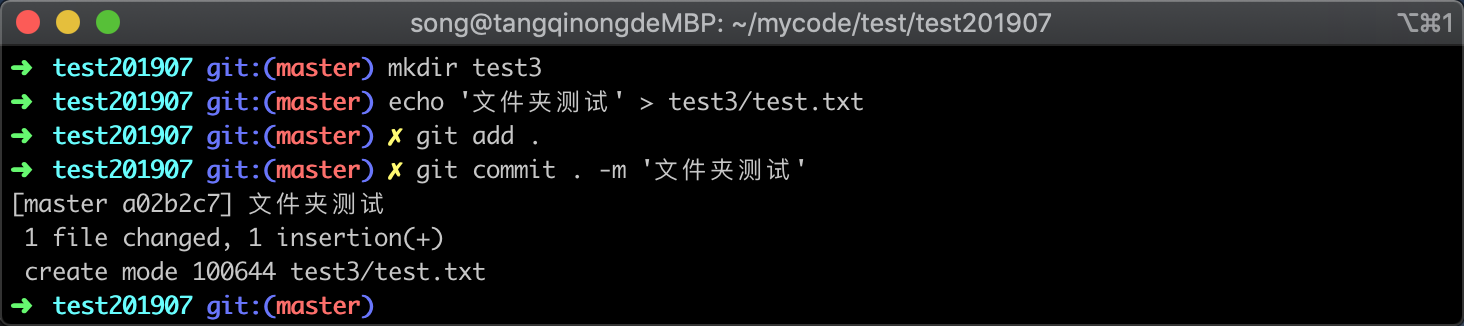 song@tangqinongdeMBP: ~/mycode/test/test201907 ⌥⌘1
➜ test201907 git:(master) mkdir test3
➜ test201907 git:(master) echo '文件夹测试' > test3/test.txt
➜ test201907 git:(master) ✗ git add .
➜ test201907 git:(master) ✗ git commit . -m '文件夹测试'
[master a02b2c7] 文件夹测试
1 file changed, 1 insertion(+)
create mode 100644 test3/test.txt
➜ test201907 git:(master)